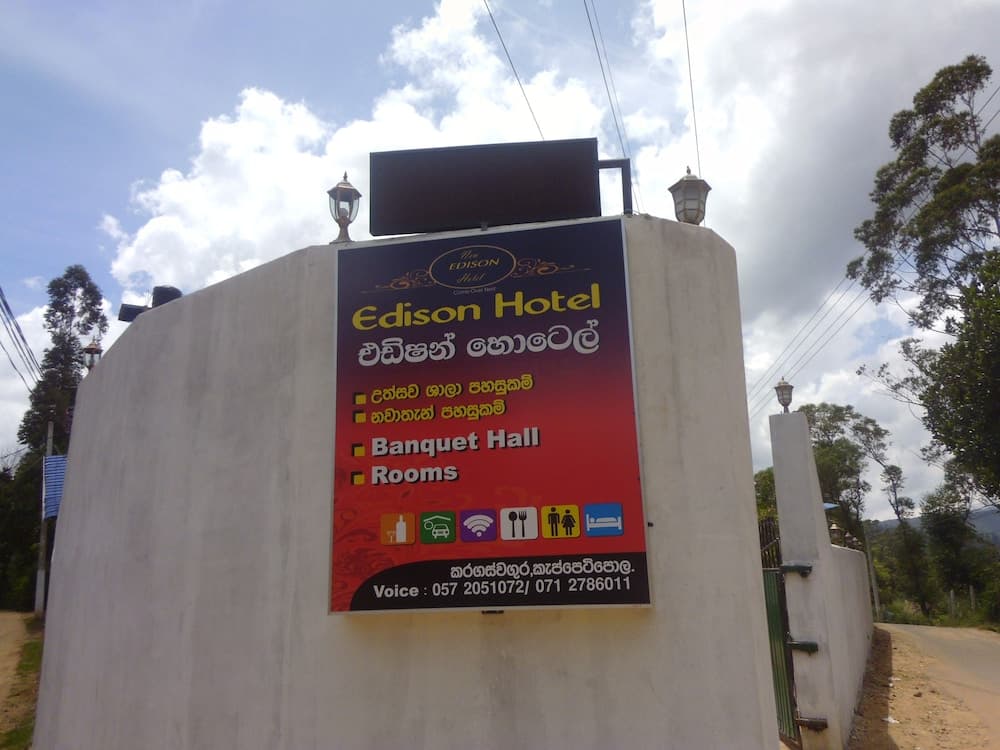 New
EDISON
Hotel
Edison Hotel
එඩිෂන් හොටෙල්
උත්සව ශාලා පහසුකම්
නවාතැන් පහසුකම්
Banquet Hall
Rooms
කරගස්වගුර,කැප්පෙටිපොල.
Voice : 057 2051072/ 071 2786011